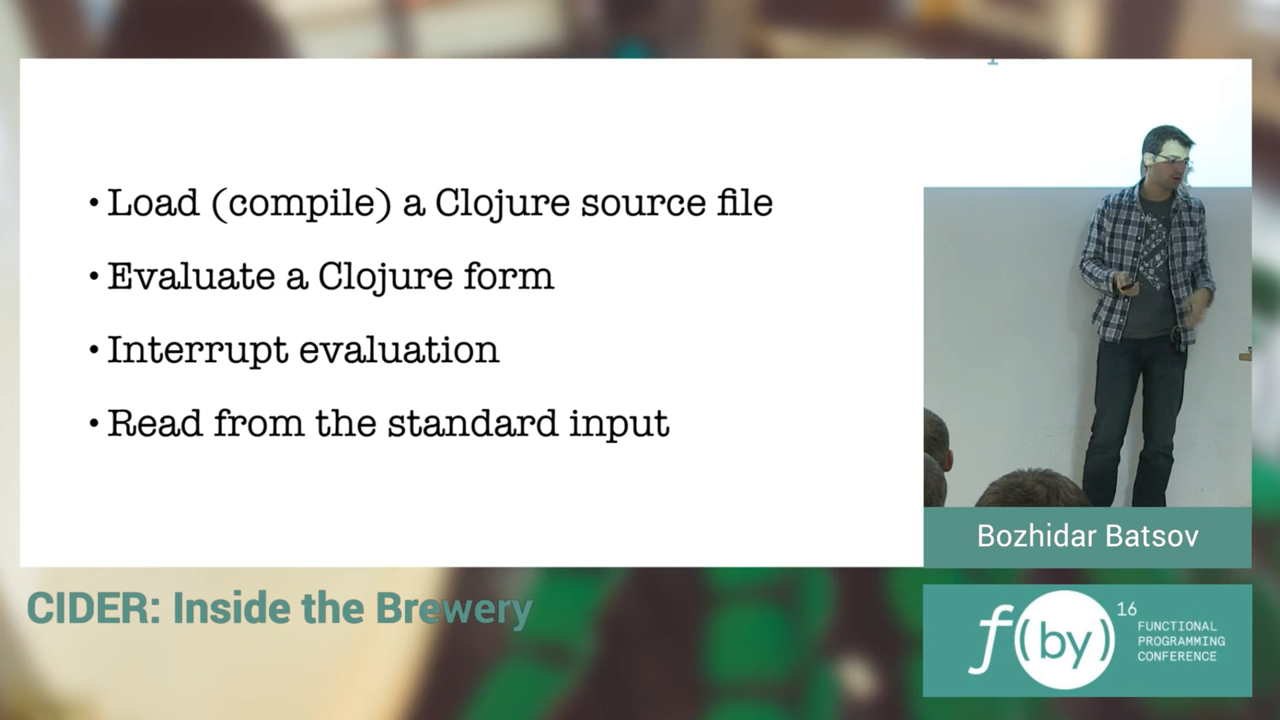 • Load (compile) a Clojure source file
• Evaluate a Clojure form
• Interrupt evaluation
• Read from the standard input
Bozhidar Batsov
CIDER: Inside the Brewery
f(by) 16
FUNCTIONAL
PROGRAMMING
CONFERENCE